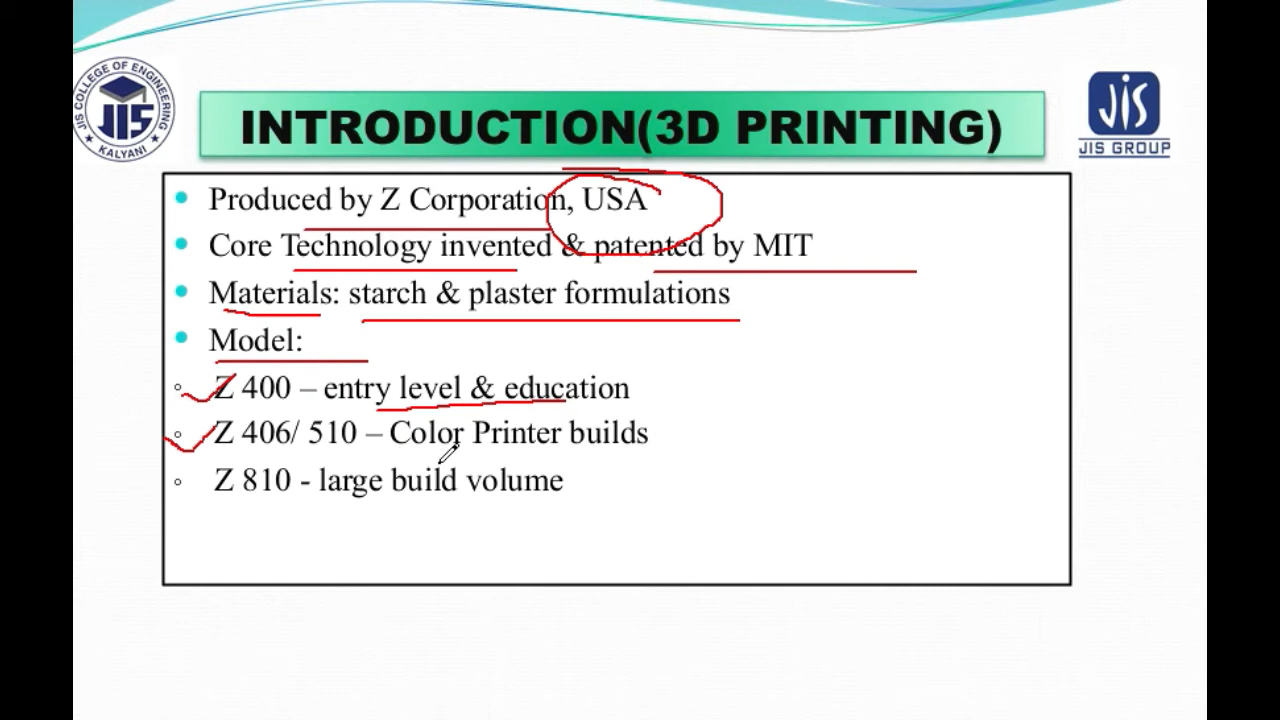 JIS COLLEGE OF ENGINEERING
JIS
KALYANI
INTRODUCTION(3D PRINTING)
JIS
JIS GROUP
• Produced by Z Corporation, USA
• Core Technology invented & patented by MIT
• Materials: starch & plaster formulations
• Model:
◦ Z 400 – entry level & education
◦ Z 406/ 510 – Color Printer builds
◦ Z 810 - large build volume